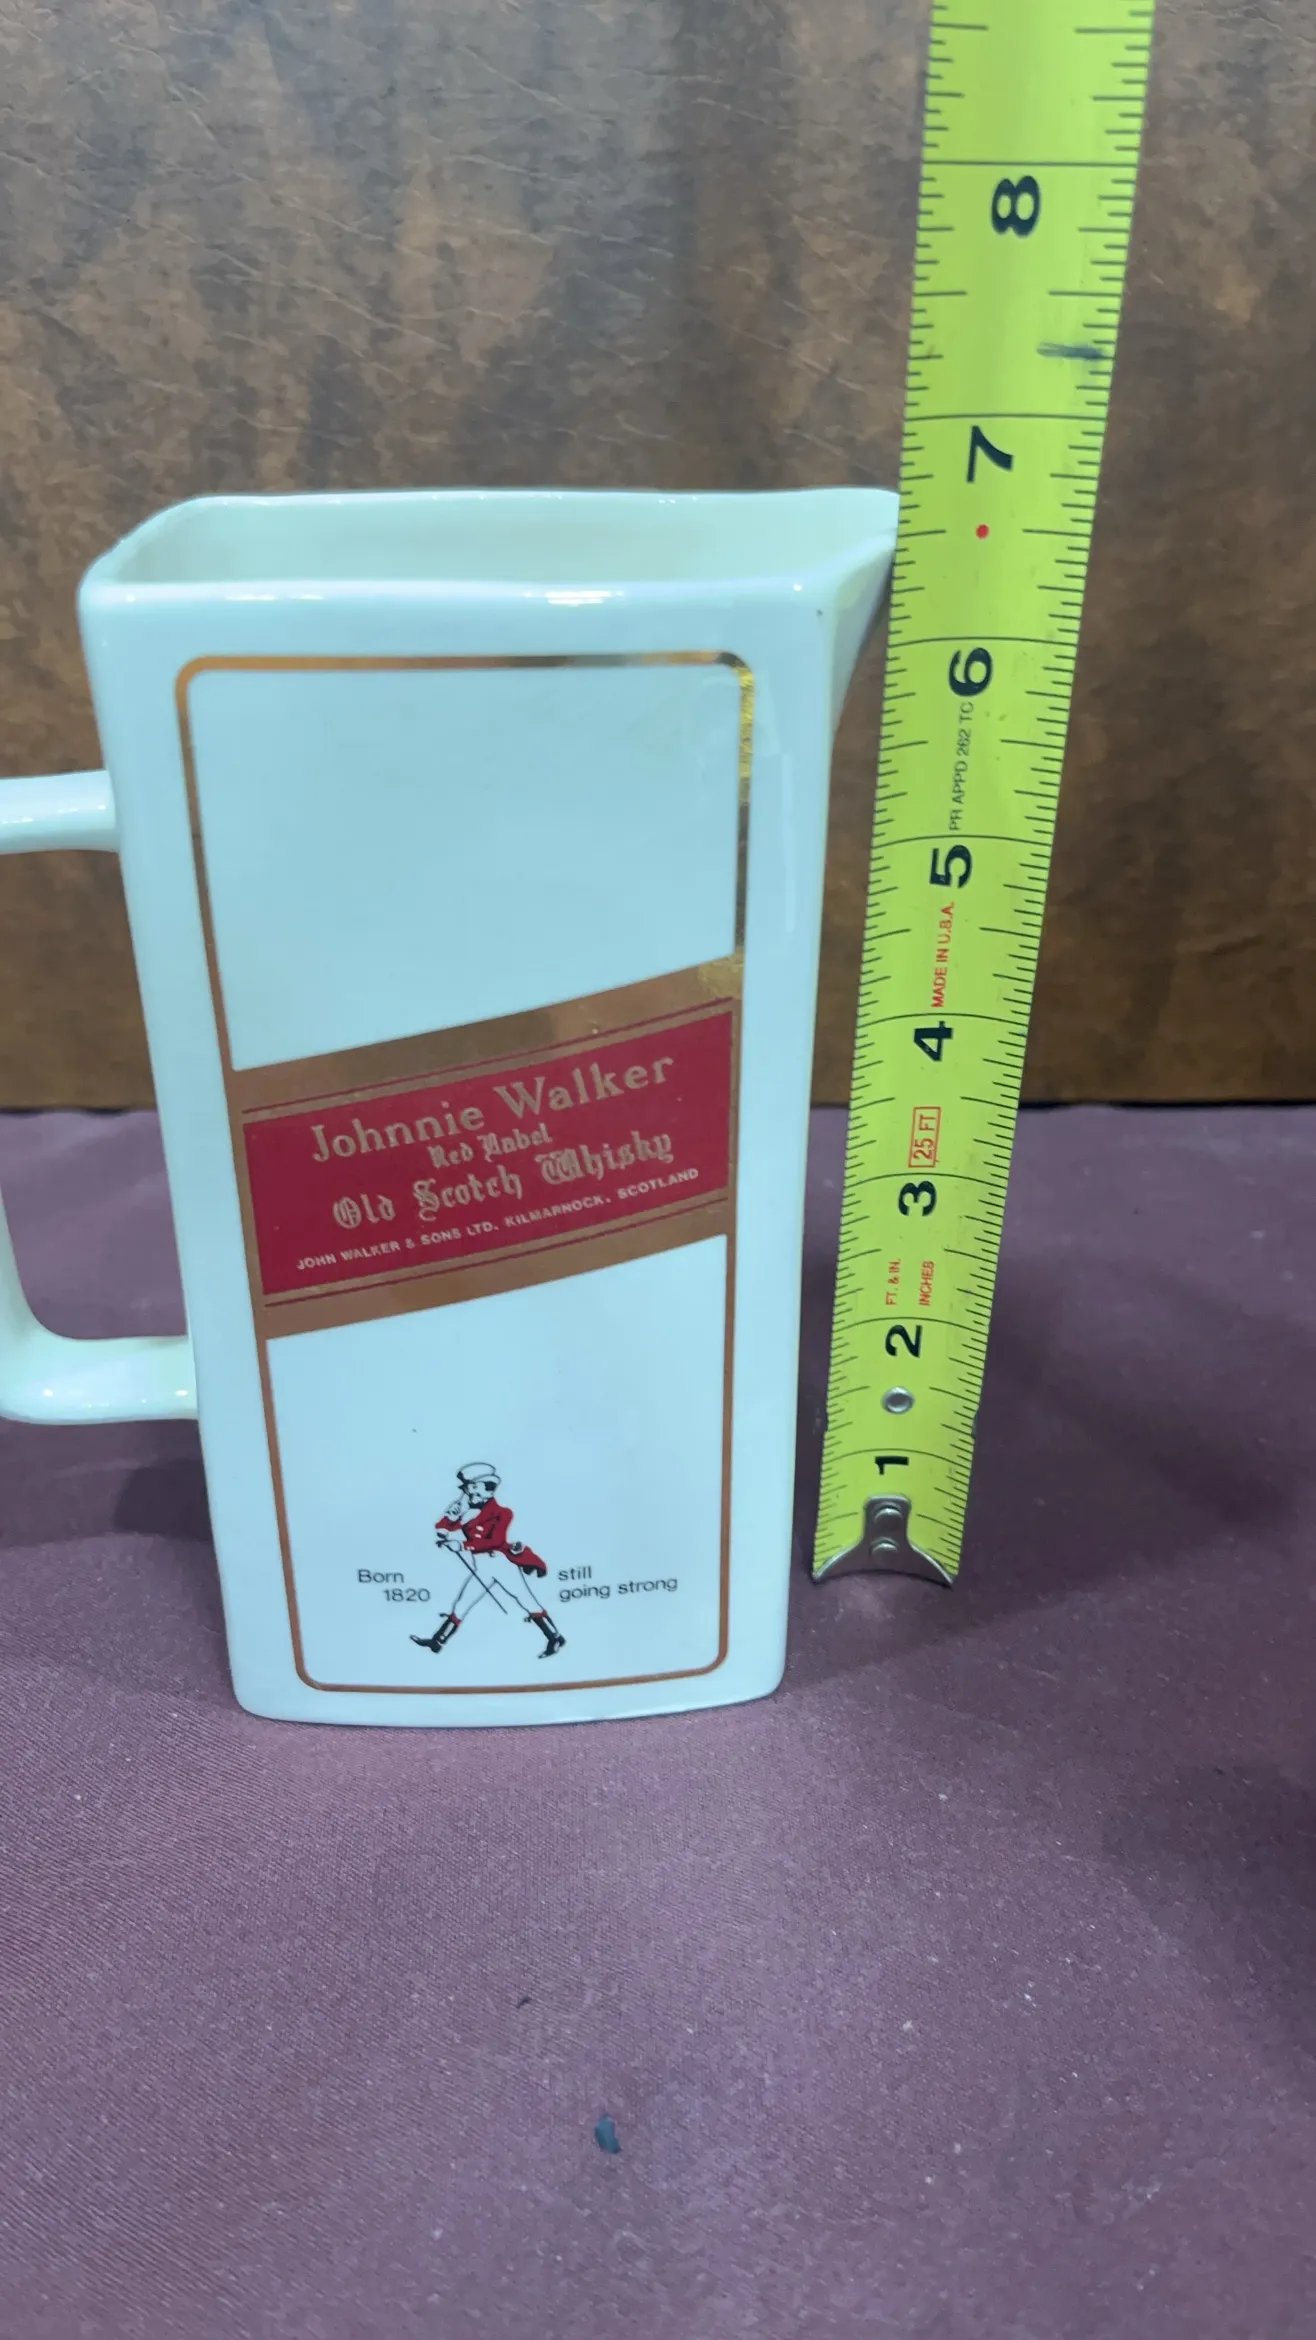 Johnnie Walker
Red Label
Old Scotch Whisky
JOHN WALKER & SONS LTD. KILMARNOCK. SCOTLAND
Born
1820
still
going strong
8
7
6
PR APPD 262 TC
5
MADE IN U.S.A.
4
25 FT
3
FT. & IN.
INCHES
2
1